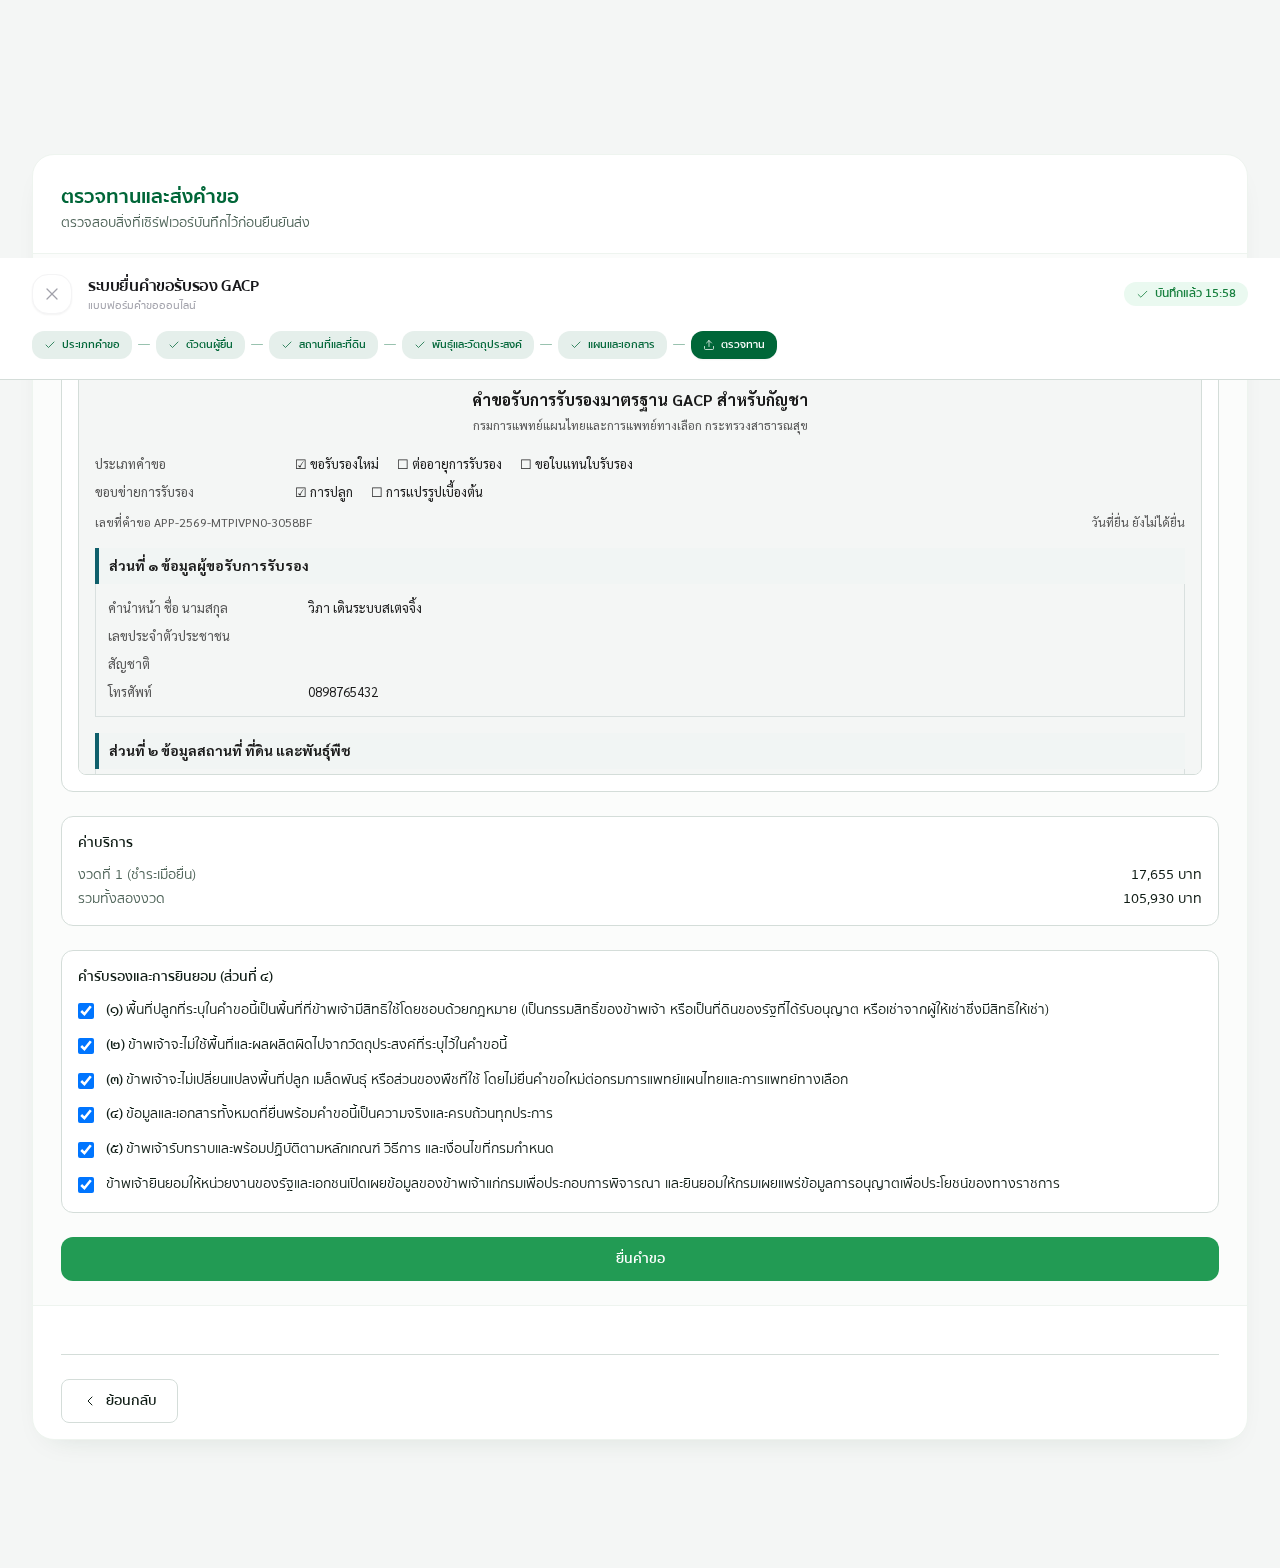 ตรวจทานและส่งคำขอ
ตรวจสอบสิ่งที่เซิร์ฟเวอร์บันทึกไว้ก่อนยืนยันส่ง
ระบบยื่นคำขอรับรอง GACP
แบบฟอร์มคำขอออนไลน์
บันทึกแล้ว 15:58
ประเภทคำขอ
ตัวตนผู้ยื่น
สถานที่และที่ดิน
พันธุ์และวัตถุประสงค์
แผนและเอกสาร
ตรวจทาน
คำขอรับการรับรองมาตรฐาน GACP สำหรับกัญชา
กรมการแพทย์แผนไทยและการแพทย์ทางเลือก กระทรวงสาธารณสุข
ประเภทคำขอ ☑ ขอรับรองใหม่ ☐ ต่ออายุการรับรอง ☐ ขอใบแทนใบรับรอง
ขอบข่ายการรับรอง ☑ การปลูก ☐ การแปรรูปเบื้องต้น
เลขที่คำขอ APP-2569-MTPIVPN0-3058BF วันที่ยื่น ยังไม่ได้ยื่น
ส่วนที่ ๑ ข้อมูลผู้ขอรับการรับรอง
คำนำหน้า ชื่อ นามสกุล วิภา เดินระบบสเตจจิ้ง
เลขประจำตัวประชาชน
สัญชาติ
โทรศัพท์ 0898765432
ส่วนที่ ๒ ข้อมูลสถานที่ ที่ดิน และพันธุ์พืช
ค่าบริการ
งวดที่ 1 (ชำระเมื่อยื่น) 17,655 บาท
รวมทั้งสองงวด 105,930 บาท
คำรับรองและการยินยอม (ส่วนที่ ๔)
(๑) พื้นที่ปลูกที่ระบุในคำขอนี้เป็นพื้นที่ที่ข้าพเจ้ามีสิทธิใช้โดยชอบด้วยกฎหมาย (เป็นกรรมสิทธิ์ของข้าพเจ้า หรือเป็นที่ดินของรัฐที่ได้รับอนุญาต หรือเช่าจากผู้ให้เช่าซึ่งมีสิทธิให้เช่า)
(๒) ข้าพเจ้าจะไม่ใช้พื้นที่และผลผลิตผิดไปจากวัตถุประสงค์ที่ระบุไว้ในคำขอนี้
(๓) ข้าพเจ้าจะไม่เปลี่ยนแปลงพื้นที่ปลูก เมล็ดพันธุ์ หรือส่วนของพืชที่ใช้ โดยไม่ยื่นคำขอใหม่ต่อกรมการแพทย์แผนไทยและการแพทย์ทางเลือก
(๔) ข้อมูลและเอกสารทั้งหมดที่ยื่นพร้อมคำขอนี้เป็นความจริงและครบถ้วนทุกประการ
(๕) ข้าพเจ้ารับทราบและพร้อมปฏิบัติตามหลักเกณฑ์ วิธีการ และเงื่อนไขที่กรมกำหนด
ข้าพเจ้ายินยอมให้หน่วยงานของรัฐและเอกชนเปิดเผยข้อมูลของข้าพเจ้าแก่กรมเพื่อประกอบการพิจารณา และยินยอมให้กรมเผยแพร่ข้อมูลการอนุญาตเพื่อประโยชน์ของทางราชการ
ยื่นคำขอ
ย้อนกลับ